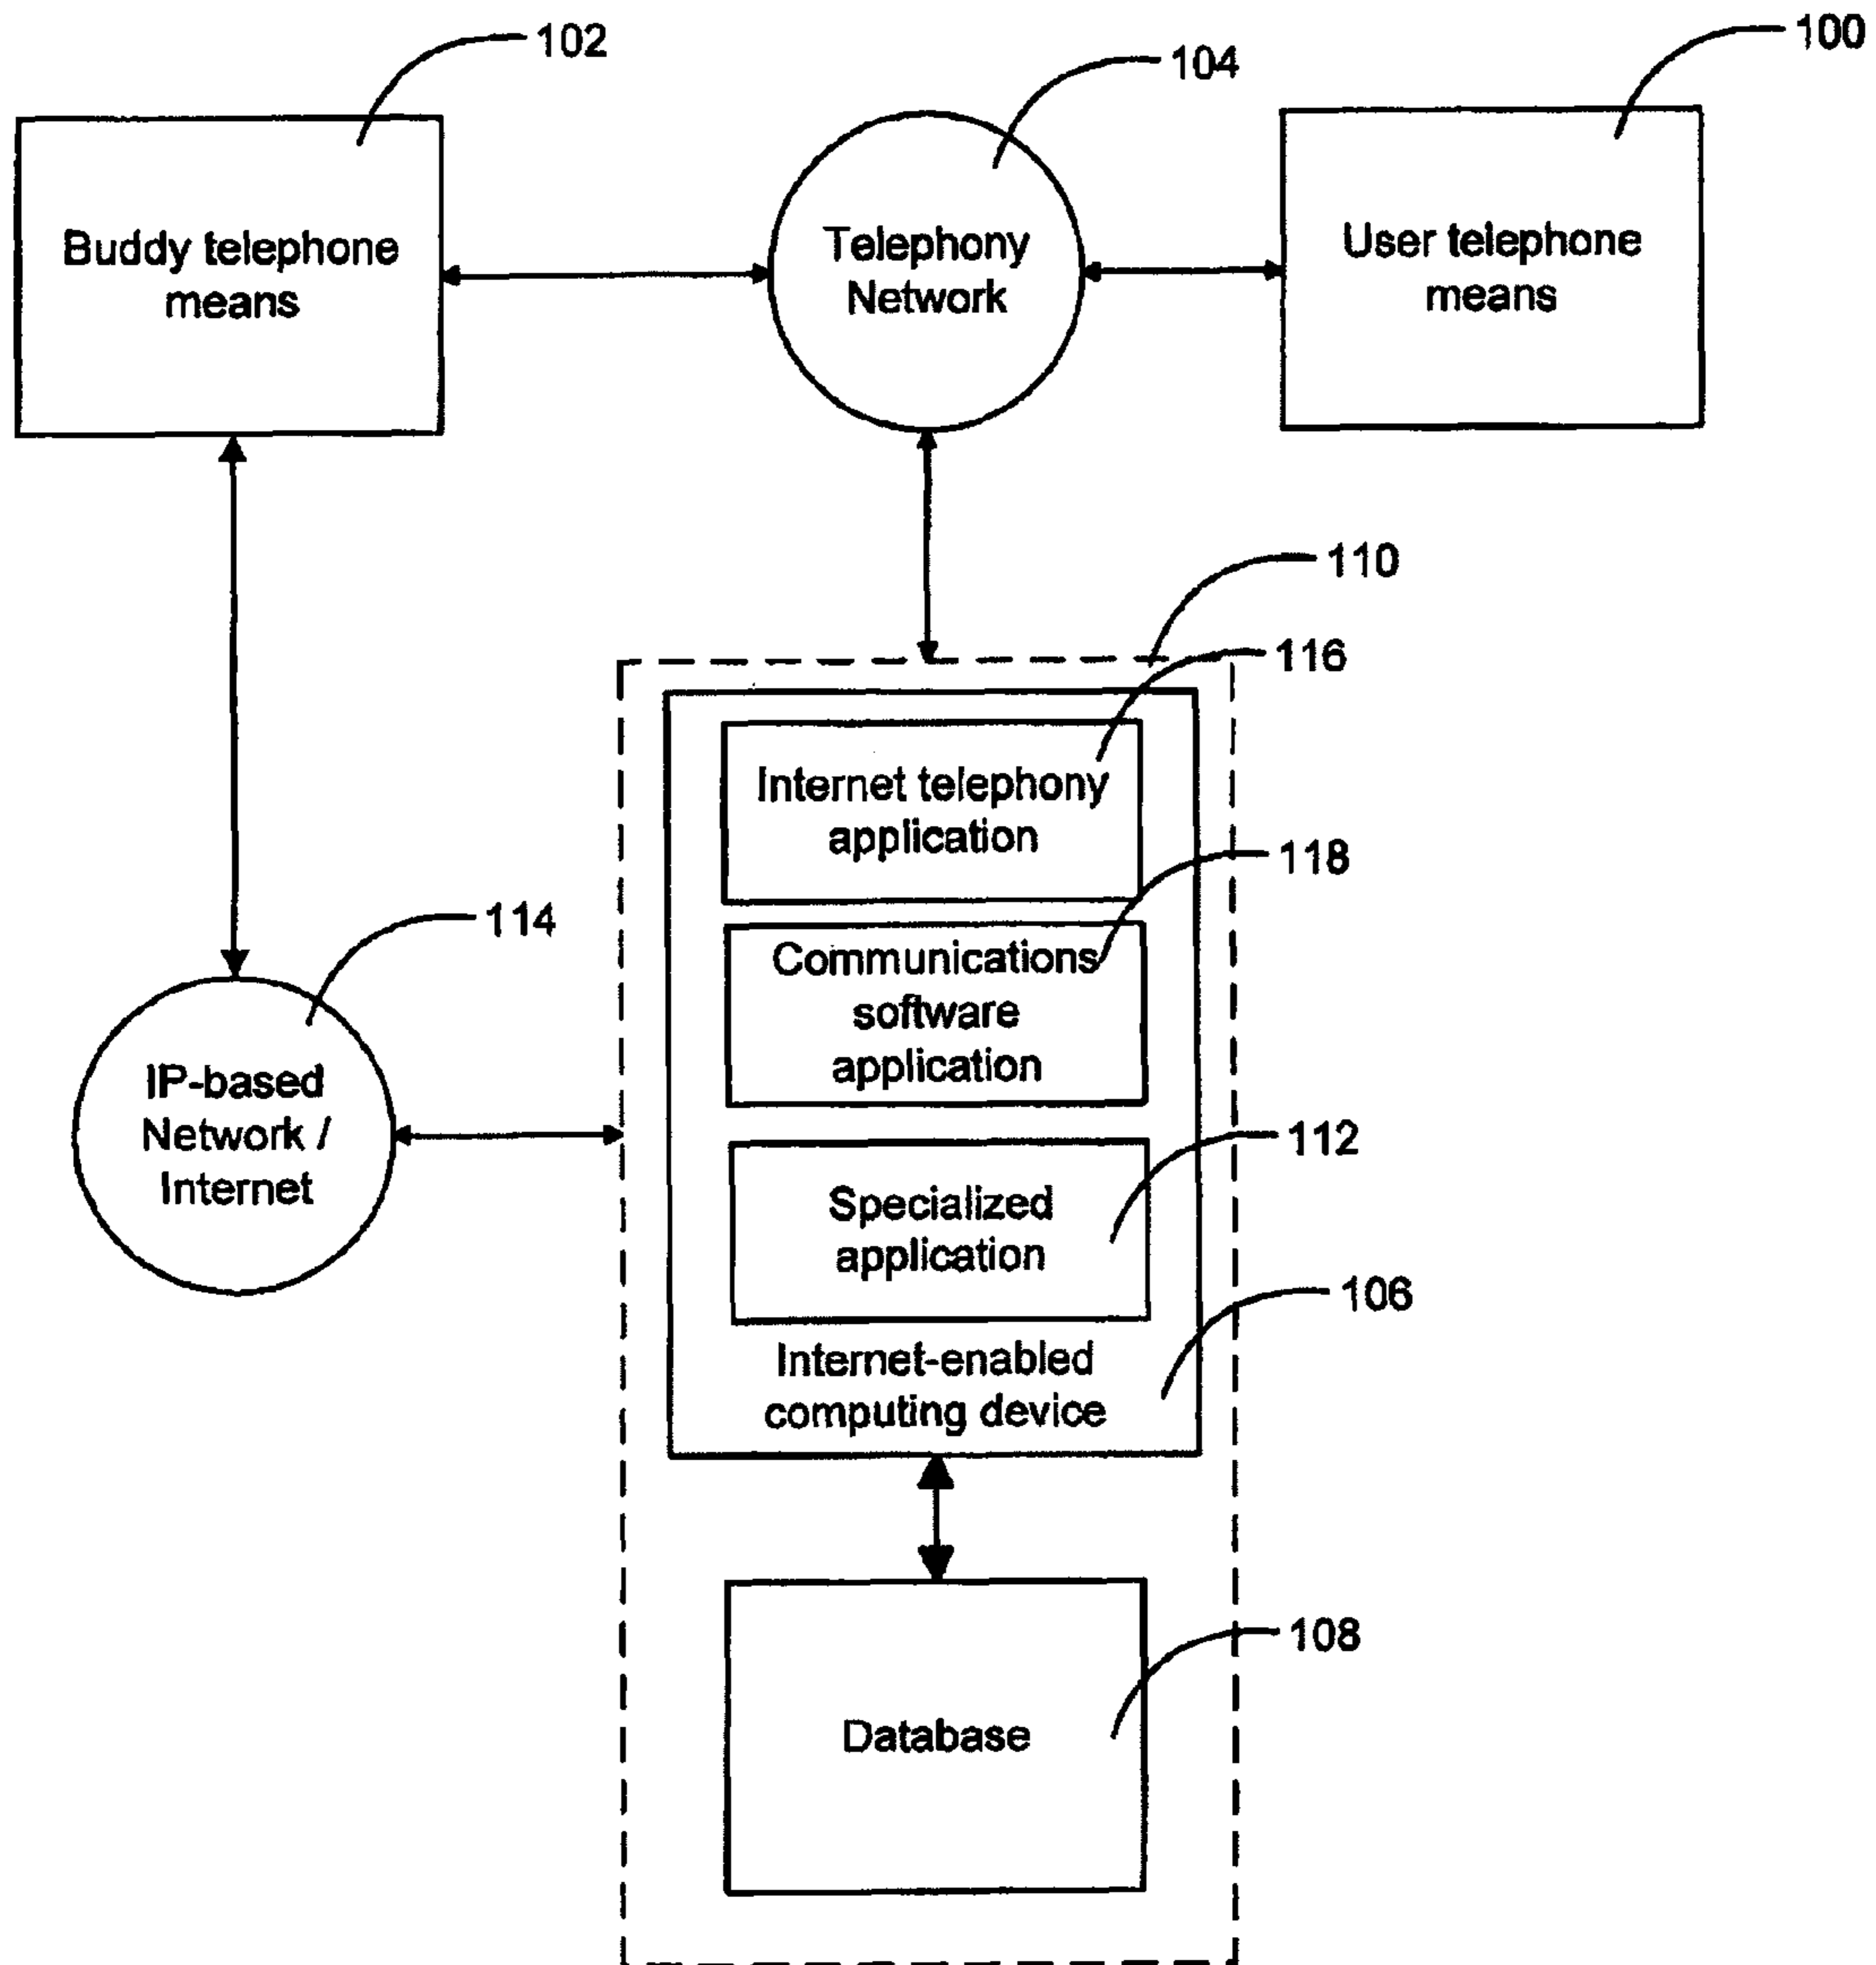 102
104
100
Buddy telephone
means
Telephony
Network
User telephone
means
110
116
Internet telephony
application
118
Communications
software
application
114
IP-based
Network /
Internet
112
Specialized
application
106
Internet-enabled
computing device
108
Database